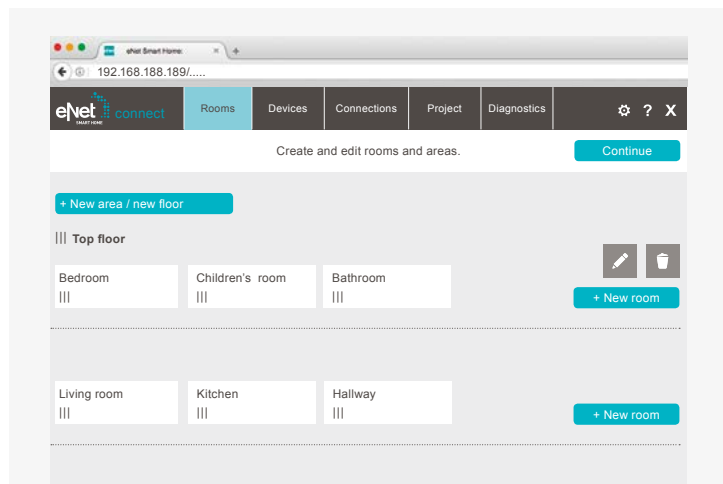 eNet Smart Home:
192.168.188.189/.....
eNet connect
SMART HOME
Rooms Devices Connections Project Diagnostics ? X
Create and edit rooms and areas. Continue
+ New area / new floor
||| Top floor
Bedroom Children's room Bathroom
||| ||| |||
+ New room
Living room Kitchen Hallway
||| ||| |||
+ New room